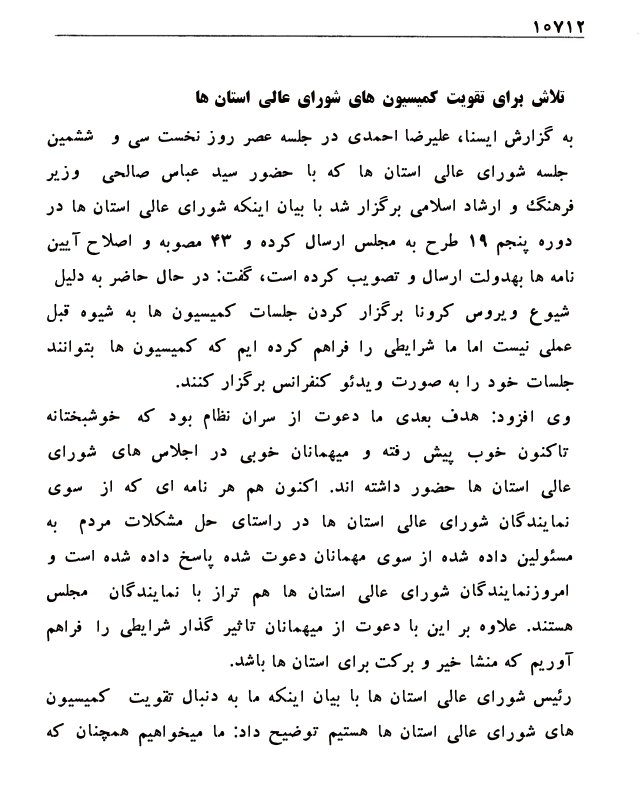 ۱۰۷۱۲
تلاش برای تقویت کمیسیون های شورای عالی استان ها
به گزارش ایسنا، علیرضا احمدی در جلسه عصر روز نخست سی و ششمین
جلسه شورای عالی استان ها که با حضور سید عباس صالحی وزیر
فرهنگ و ارشاد اسلامی برگزار شد با بیان اینکه شورای عالی استان ها در
دوره پنجم ۱۹ طرح به مجلس ارسال کرده و ۴۳ مصوبه و اصلاح آیین
نامه ها بهدولت ارسال و تصویب کرده است، گفت: در حال حاضر به دلیل
شیوع ویروس کرونا برگزار کردن جلسات کمیسیون ها به شیوه قبل
عملی نیست اما ما شرایطی را فراهم کرده ایم که کمیسیون ها بتوانند
جلسات خود را به صورت ویدئو کنفرانس برگزار کنند.
وی افزود: هدف بعدی ما دعوت از سران نظام بود که خوشبختانه
تاکنون خوب پیش رفته و میهمانان خوبی در اجلاس های شورای
عالی استان ها حضور داشته اند. اکنون هم هر نامه ای که از سوی
نمایندگان شورای عالی استان ها در راستای حل مشکلات مردم به
مسئولین داده شده از سوی مهمانان دعوت شده پاسخ داده شده است و
امروزنمایندگان شورای عالی استان ها هم تراز با نمایندگان مجلس
هستند. علاوه بر این با دعوت از میهمانان تاثیر گذار شرایطی را فراهم
آوریم که منشا خیر و برکت برای استان ها باشد.
رئیس شورای عالی استان ها با بیان اینکه ما به دنبال تقویت کمیسیون
های شورای عالی استان ها هستیم توضیح داد: ما میخواهیم همچنان که